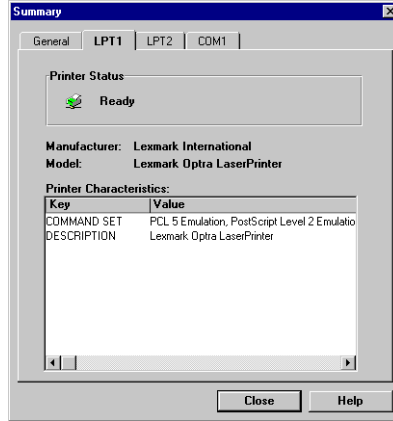 Summary
General LPT1 LPT2 COM1
Printer Status
Ready
Manufacturer: Lexmark International
Model: Lexmark Optra LaserPrinter
Printer Characteristics:
Key Value
COMMAND SET PCL 5 Emulation, PostScript Level 2 Emulatio
DESCRIPTION Lexmark Optra LaserPrinter
Close Help